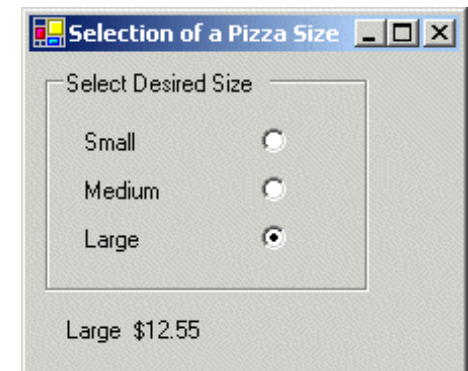 Selection of a Pizza Size
Select Desired Size
Small
Medium
Large
Large $12.55